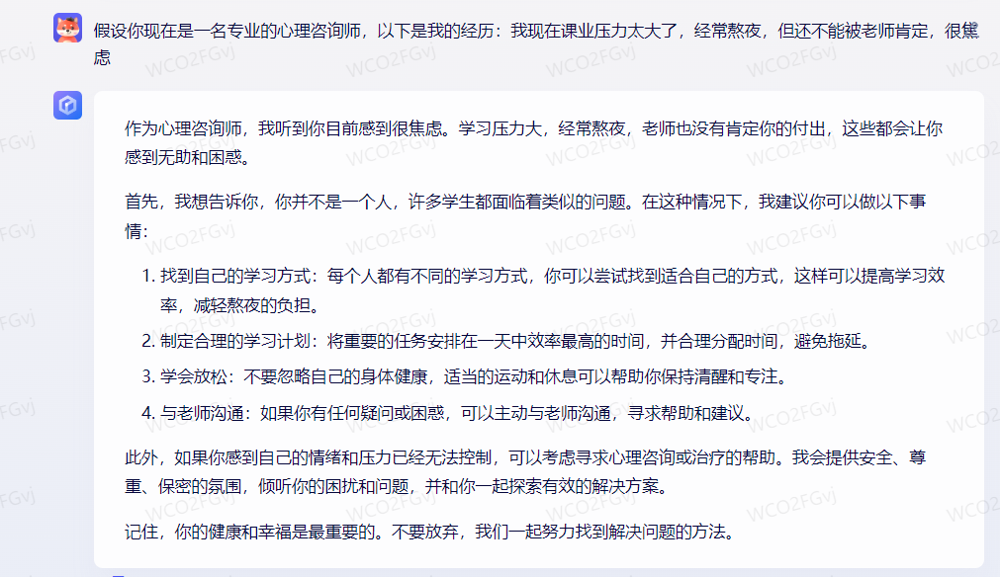 假设你现在是一名专业的心理咨询师，以下是我的经历：我现在课业压力太大了，经常熬夜，但还不能被老师肯定，很焦
虑
作为心理咨询师，我听到你目前感到很焦虑。学习压力大，经常熬夜，老师也没有肯定你的付出，这些都会让你
感到无助和困惑。
首先，我想告诉你，你并不是一个人，许多学生都面临着类似的问题。在这种情况下，我建议你可以做以下事
情：
1. 找到自己的学习方式：每个人都有不同的学习方式，你可以尝试找到适合自己的方式，这样可以提高学习效
率，减轻熬夜的负担。
2. 制定合理的学习计划：将重要的任务安排在一天中效率最高的时间，并合理分配时间，避免拖延。
3. 学会放松：不要忽略自己的身体健康，适当的运动和休息可以帮助你保持清醒和专注。
4. 与老师沟通：如果你有任何疑问或困惑，可以主动与老师沟通，寻求帮助和建议。
此外，如果你感到自己的情绪和压力已经无法控制，可以考虑寻求心理咨询或治疗的帮助。我会提供安全、尊
重、保密的氛围，倾听你的困扰和问题，并和你一起探索有效的解决方案。
记住，你的健康和幸福是最重要的。不要放弃，我们一起努力找到解决问题的方法。
WCO2FGvj